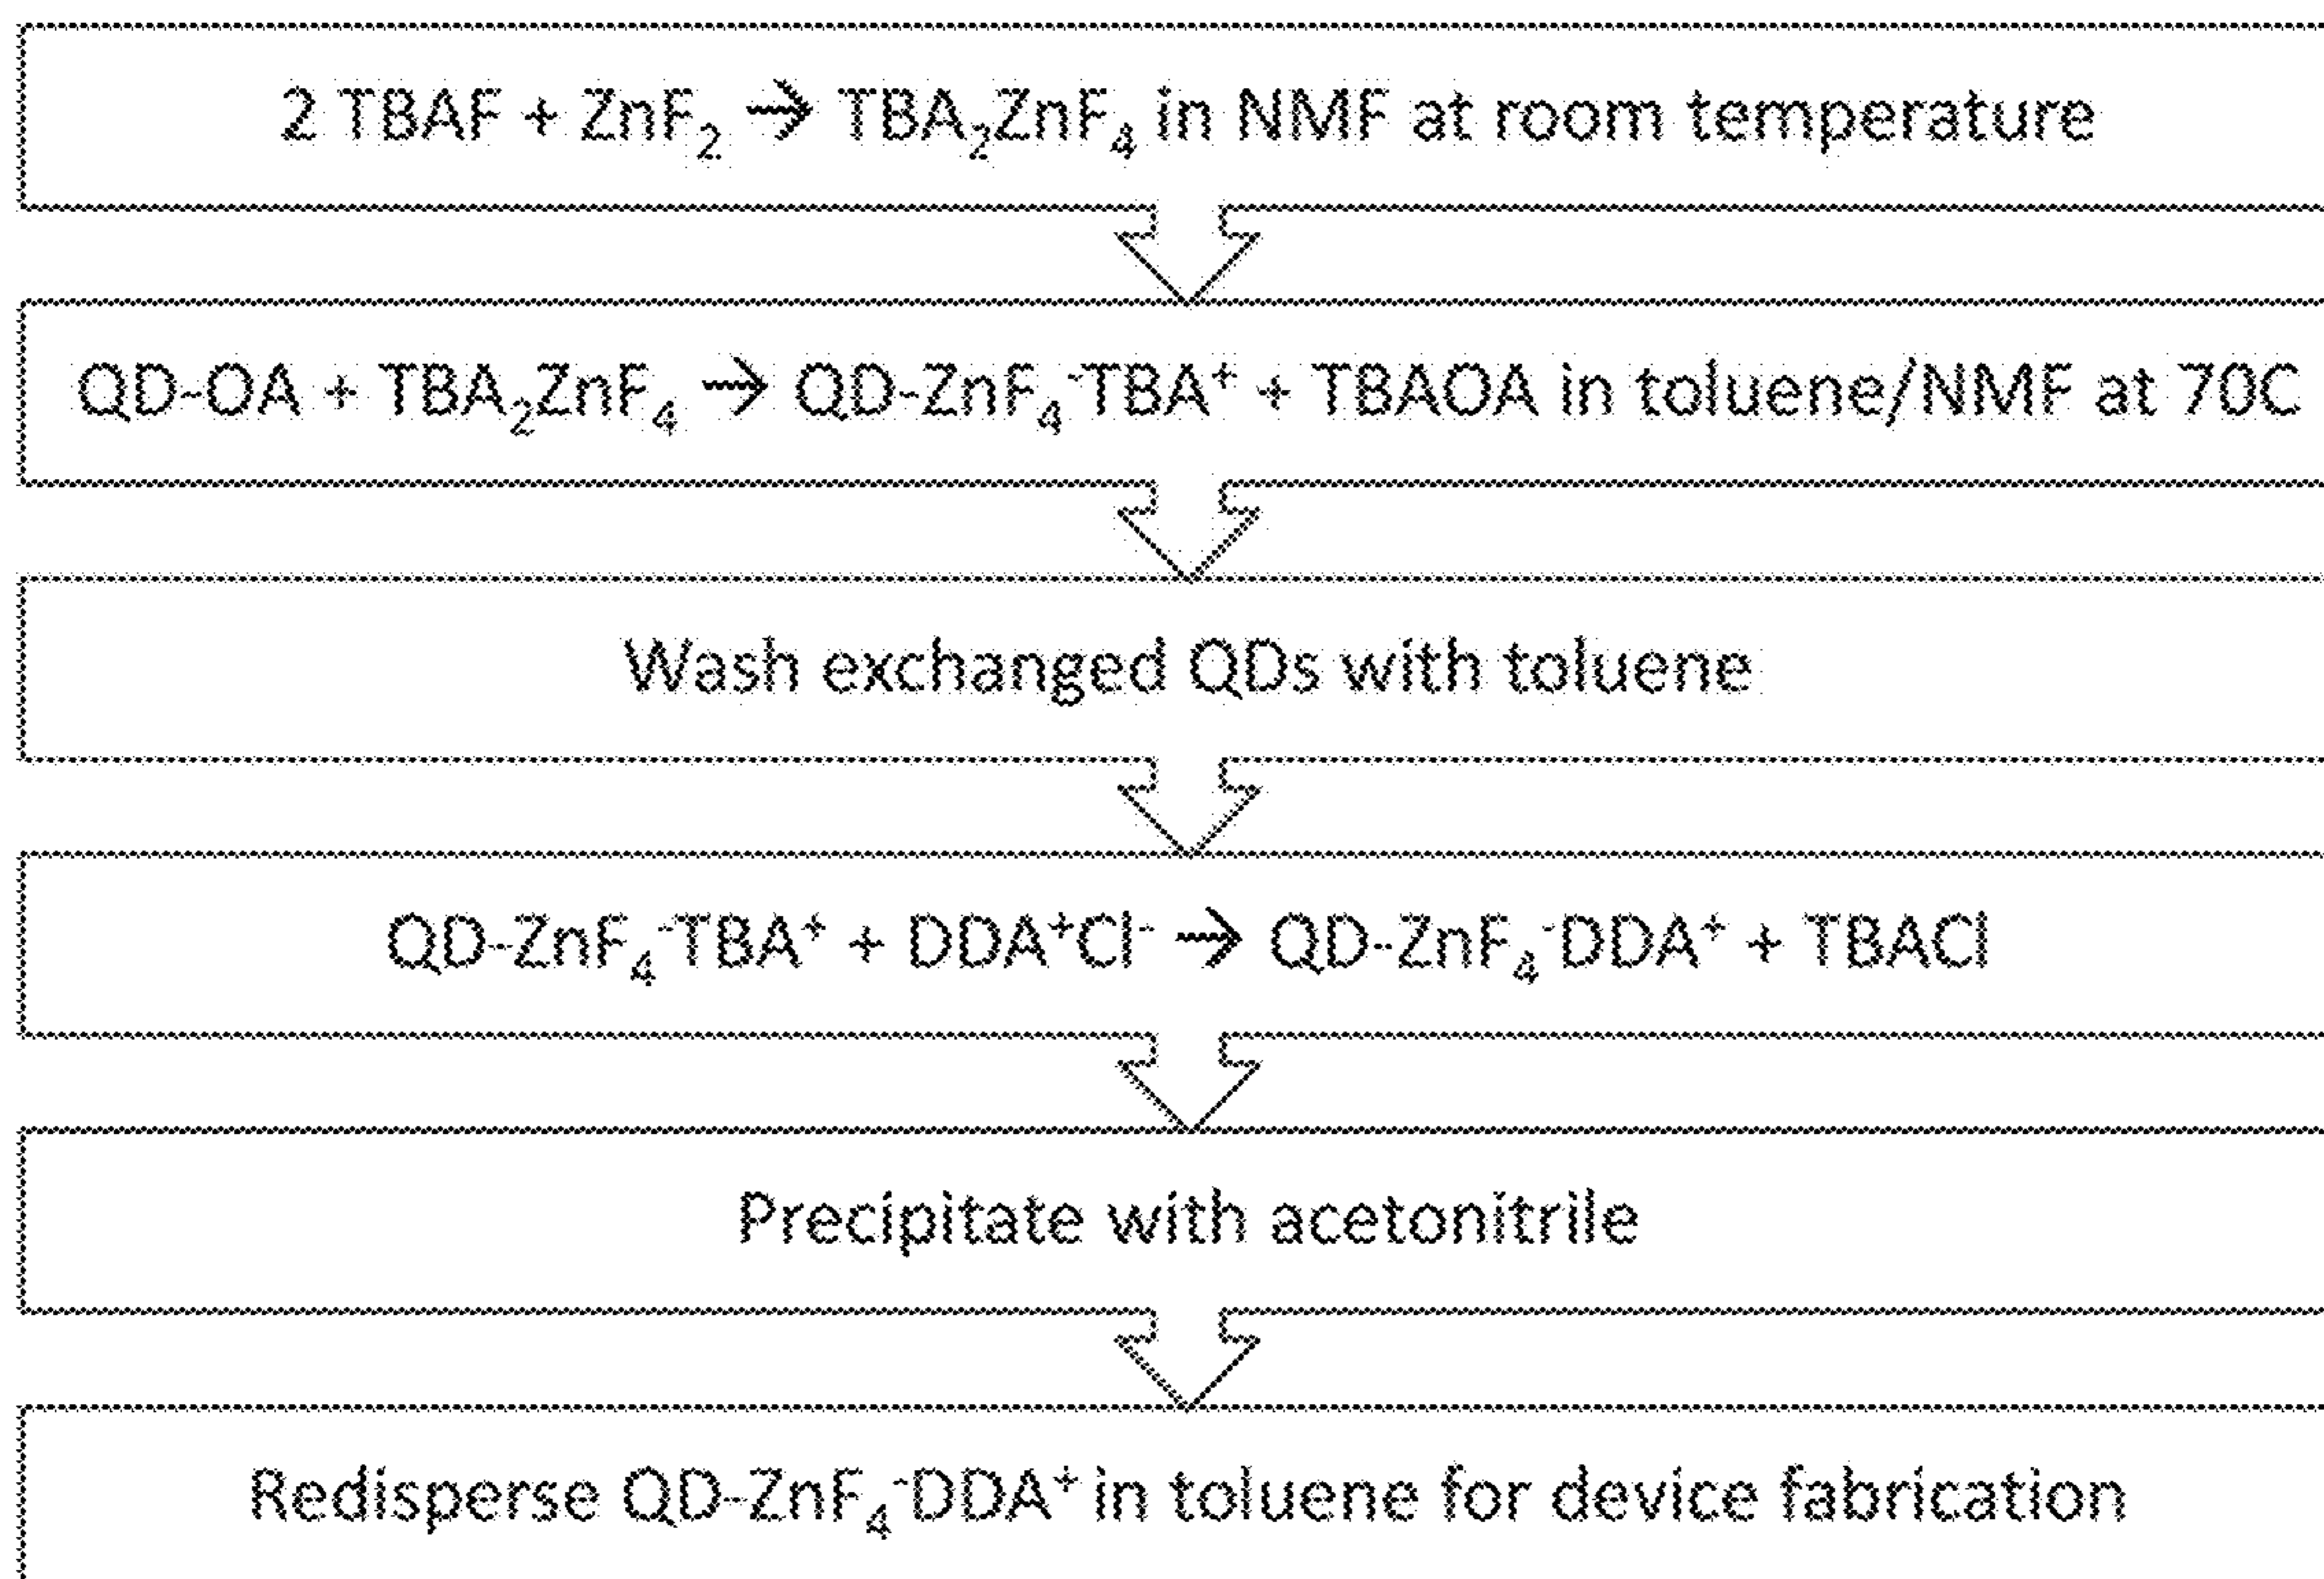 2 TBAF + ZnF₂ → TBA₂ZnF₄ in NMF at room temperature
QD-OA + TBA₂ZnF₄ → QD-ZnF₄⁻TBA⁺ + TBAOA in toluene/NMF at 70C
Wash exchanged QDs with toluene
QD-ZnF₄⁻TBA⁺ + DDA⁺Cl⁻ → QD-ZnF₄⁻DDA⁺ + TBACl
Precipitate with acetonitrile
Redisperse QD-ZnF₄⁻DDA⁺ in toluene for device fabrication